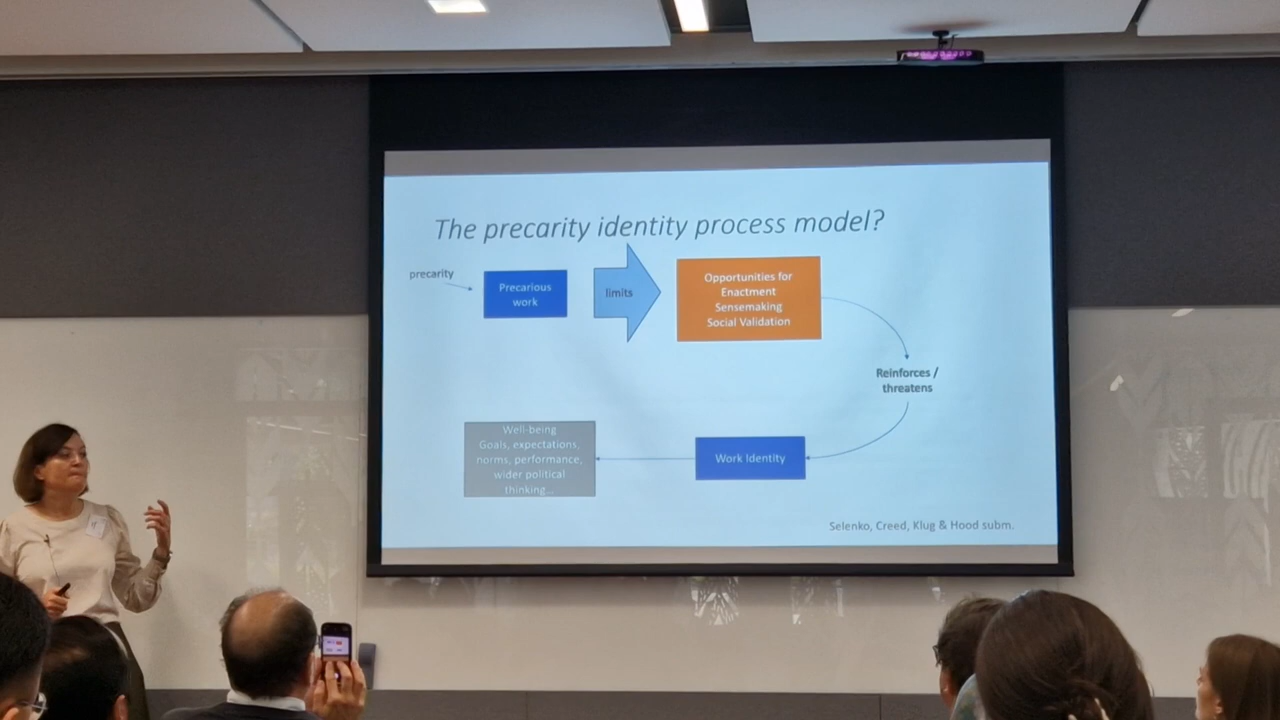 The precarity identity process model?
precarity
Precarious
work
limits
Opportunities for
Enactment
Sensemaking
Social Validation
Reinforces /
threatens
Work Identity
Well-being
Goals, expectations,
norms, performance,
wider political
thinking...
Selenko, Creed, Klug & Hood subm.